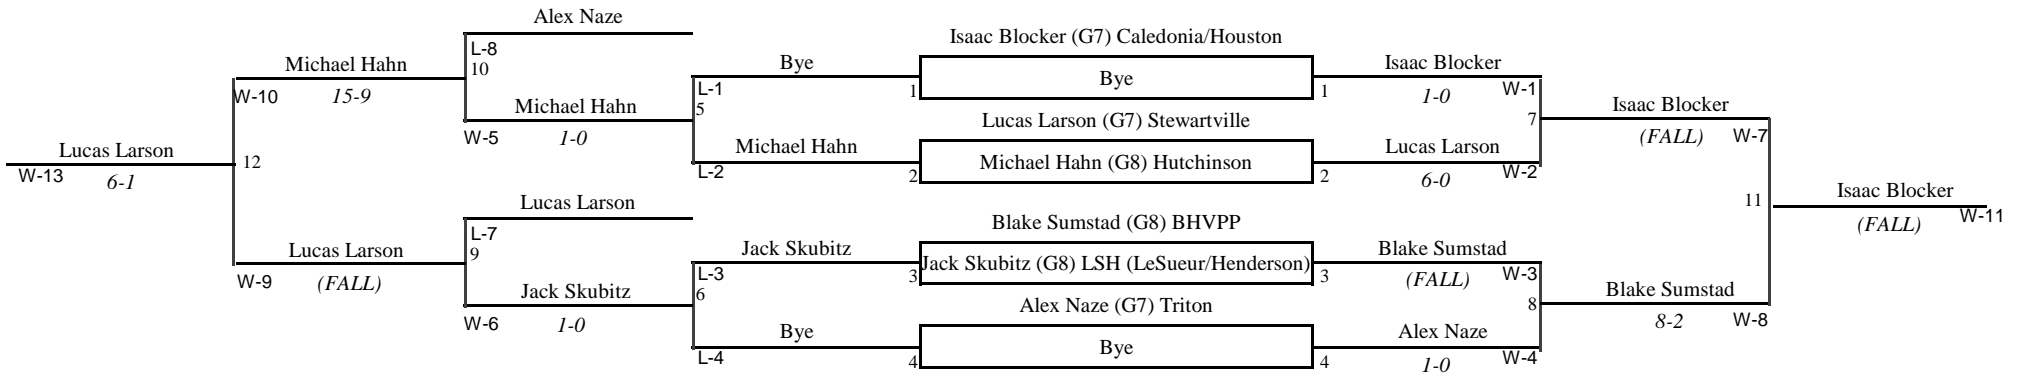 Alex Naze
L-8
10
Michael Hahn
W-10
15-9
Michael Hahn
W-5
1-0
Bye
L-1
5
1
Isaac Blocker (G7) Caledonia/Houston
Bye
1
Isaac Blocker
1-0
W-1
7
Isaac Blocker
(FALL)
W-7
Lucas Larson
W-13
6-1
12
Michael Hahn
L-2
2
Lucas Larson (G7) Stewartville
Michael Hahn (G8) Hutchinson
2
Lucas Larson
6-0
W-2
11
Isaac Blocker
(FALL)
W-11
Lucas Larson
L-7
9
Lucas Larson
W-9
(FALL)
Jack Skubitz
W-6
1-0
Jack Skubitz
L-3
6
3
Blake Sumstad (G8) BHVPP
Jack Skubitz (G8) LSH (LeSueur/Henderson)
3
Blake Sumstad
(FALL)
W-3
8
Blake Sumstad
8-2
W-8
Bye
L-4
4
Alex Naze (G7) Triton
Bye
4
Alex Naze
1-0
W-4